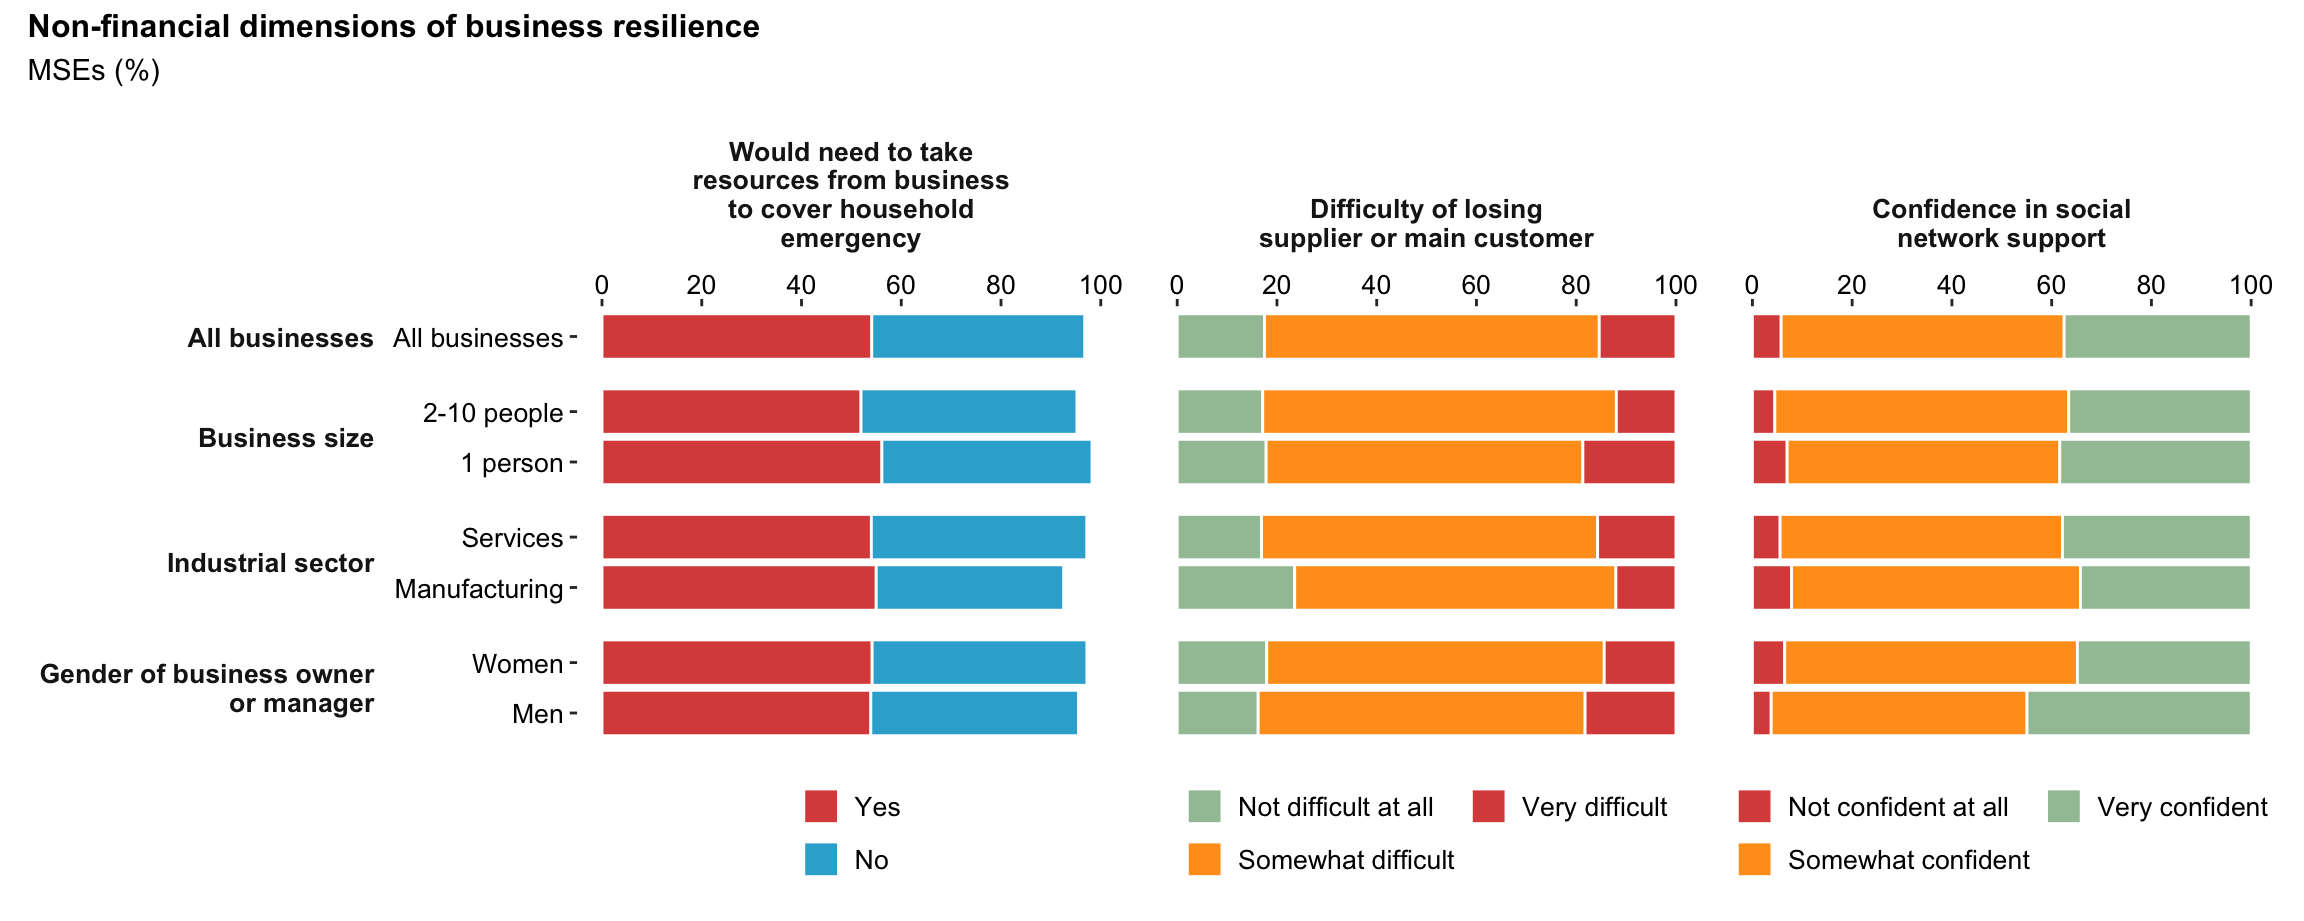 Non-financial dimensions of business resilience
MSEs (%)
Would need to take
resources from business
to cover household
emergency
Difficulty of losing
supplier or main customer
Confidence in social
network support
0 20 40 60 80 100
0 20 40 60 80 100
0 20 40 60 80 100
All businesses
All businesses
Business size
2-10 people
1 person
Industrial sector
Services
Manufacturing
Gender of business owner
or manager
Women
Men
Yes
No
Not difficult at all
Very difficult
Somewhat difficult
Not confident at all
Very confident
Somewhat confident